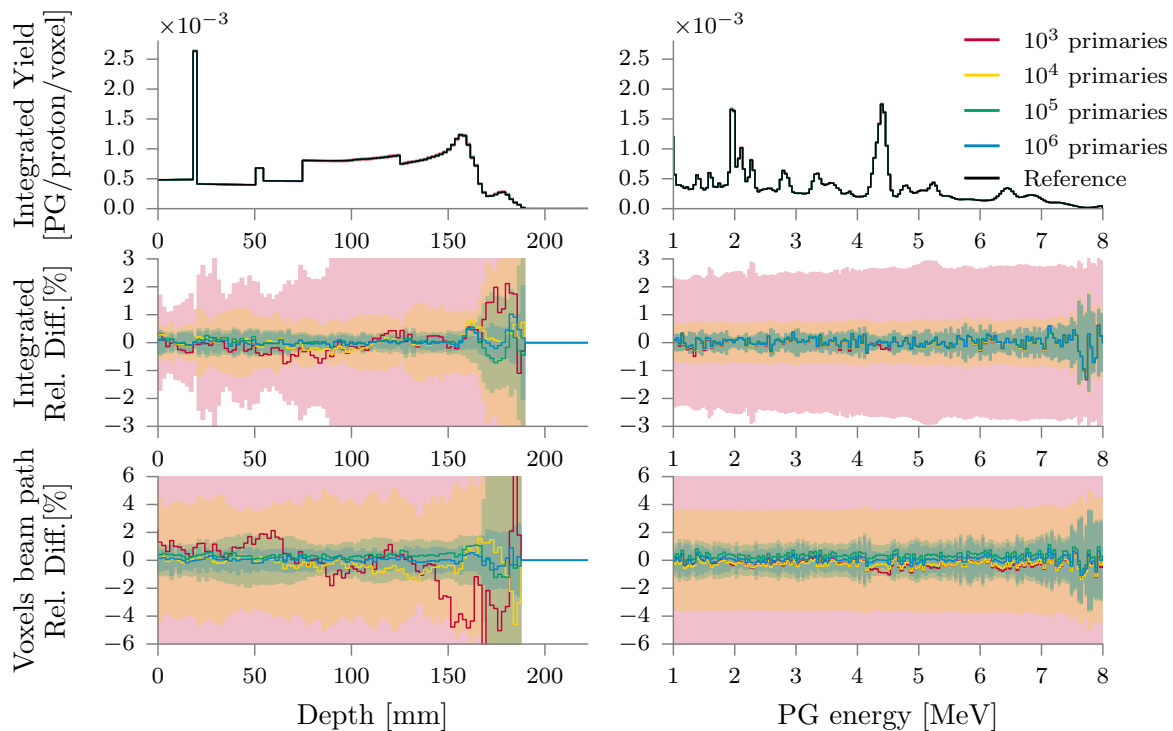 ×10⁻³
2.5
2.0
1.5
1.0
0.5
0.0
0 50 100 150 200
Integrated Yield
[PG/proton/voxel]
×10⁻³
2.5
2.0
1.5
1.0
0.5
0.0
1 2 3 4 5 6 7 8
10³ primaries
10⁴ primaries
10⁵ primaries
10⁶ primaries
Reference
Integrated
Rel. Diff.[%]
3
2
1
0
−1
−2
−3
0 50 100 150 200
3
2
1
0
−1
−2
−3
1 2 3 4 5 6 7 8
Voxels beam path
Rel. Diff.[%]
6
4
2
0
−2
−4
−6
0 50 100 150 200
Depth [mm]
6
4
2
0
−2
−4
−6
1 2 3 4 5 6 7 8
PG energy [MeV]